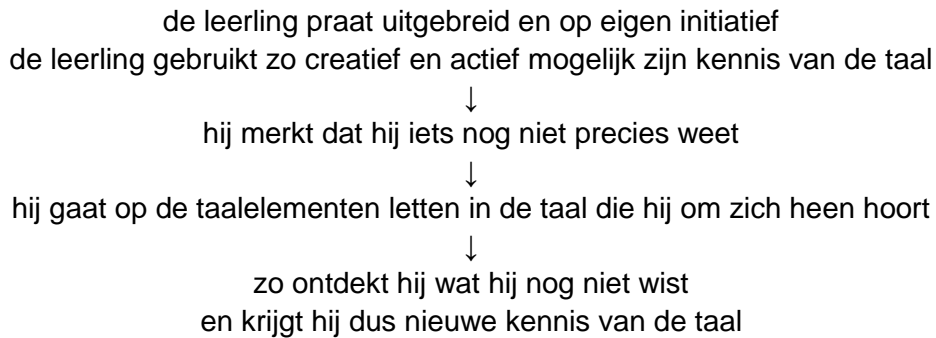 de leerling praat uitgebreid en op eigen initiatief
de leerling gebruikt zo creatief en actief mogelijk zijn kennis van de taal
↓
hij merkt dat hij iets nog niet precies weet
↓
hij gaat op de taalelementen letten in de taal die hij om zich heen hoort
↓
zo ontdekt hij wat hij nog niet wist
en krijgt hij dus nieuwe kennis van de taal